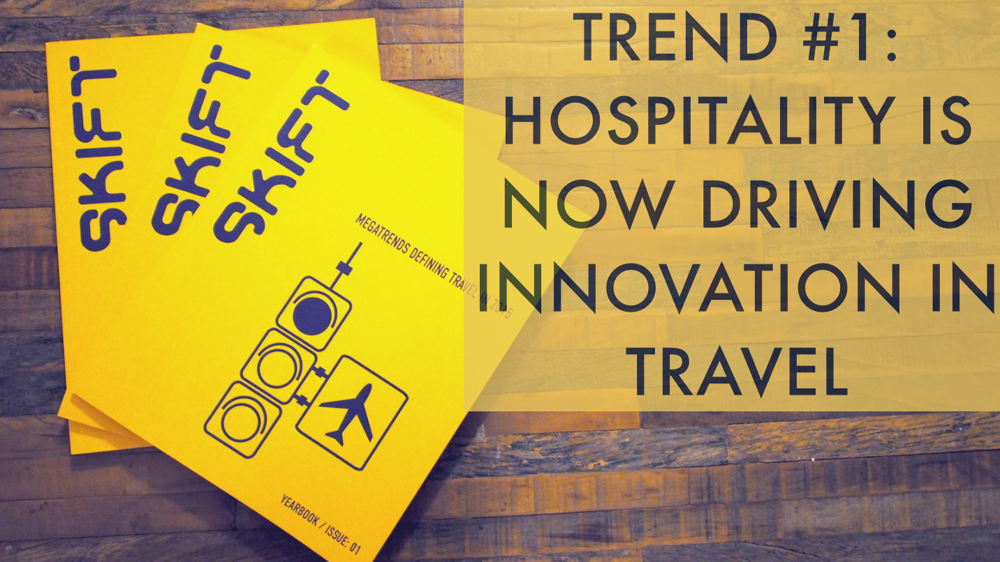 SKIFT
SKIFT
SKIFT
MEGATRENDS DEFINING TRAVEL IN 2015
YEARBOOK / ISSUE: 01
TREND #1:
HOSPITALITY IS
NOW DRIVING
INNOVATION IN
TRAVEL